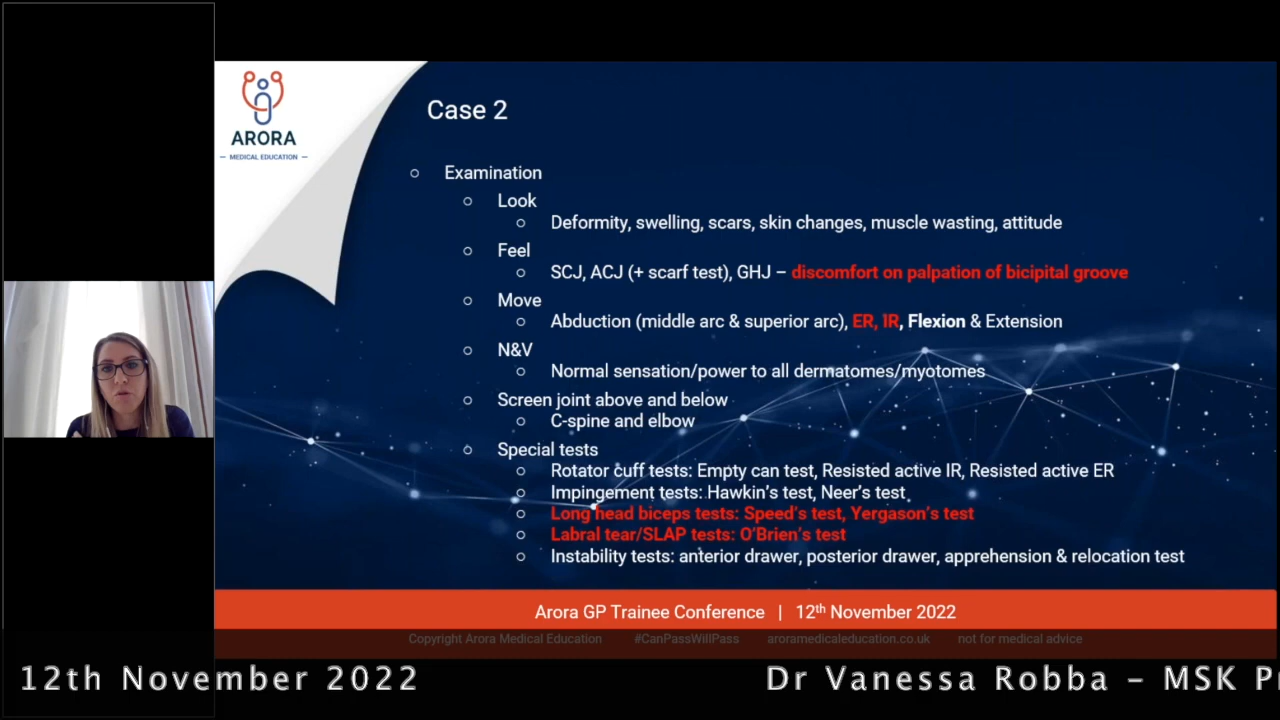 ARORA
MEDICAL EDUCATION
Case 2
Examination
Look
Deformity, swelling, scars, skin changes, muscle wasting, attitude
Feel
SCJ, ACJ (+ scarf test), GHJ – discomfort on palpation of bicipital groove
Move
Abduction (middle arc & superior arc), ER, IR, Flexion & Extension
N&V
Normal sensation/power to all dermatomes/myotomes
Screen joint above and below
C-spine and elbow
Special tests
Rotator cuff tests: Empty can test, Resisted active IR, Resisted active ER
Impingement tests: Hawkin's test, Neer's test
Long head biceps tests: Speed's test, Yergason's test
Labral tear/SLAP tests: O'Brien's test
Instability tests: anterior drawer, posterior drawer, apprehension & relocation test
Arora GP Trainee Conference | 12th November 2022
Copyright Arora Medical Education #CanPassWillPass aroramedicaleducation.co.uk not for medical advice
12th November 2022 Dr Vanessa Robba – MSK